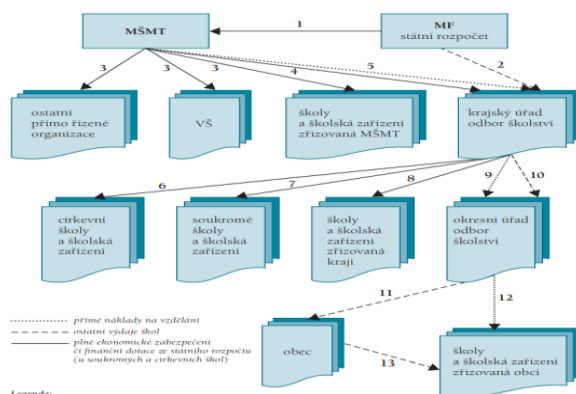 MŠMT
MF
státní rozpočet
1
2
3
3
3
4
5
ostatní
přímo řízené
organizace
VŠ
školy
a školská zařízení
zřizovaná MŠMT
krajský úřad
odbor školství
6
7
8
9
10
církevní
školy
a školská
zařízení
soukromé
školy
a školská
zařízení
školy
a školská
zařízení
zřizovaná
kraji
okresní úřad
odbor
školství
11
12
přímé náklady na vzdělání
ostatní výdaje škol
plné ekonomické zabezpečení
či finanční dotace ze státního rozpočtu
(u soukromých a církevních škol)
obec
13
školy
a školská zařízení
zřizovaná obcí
Legenda: